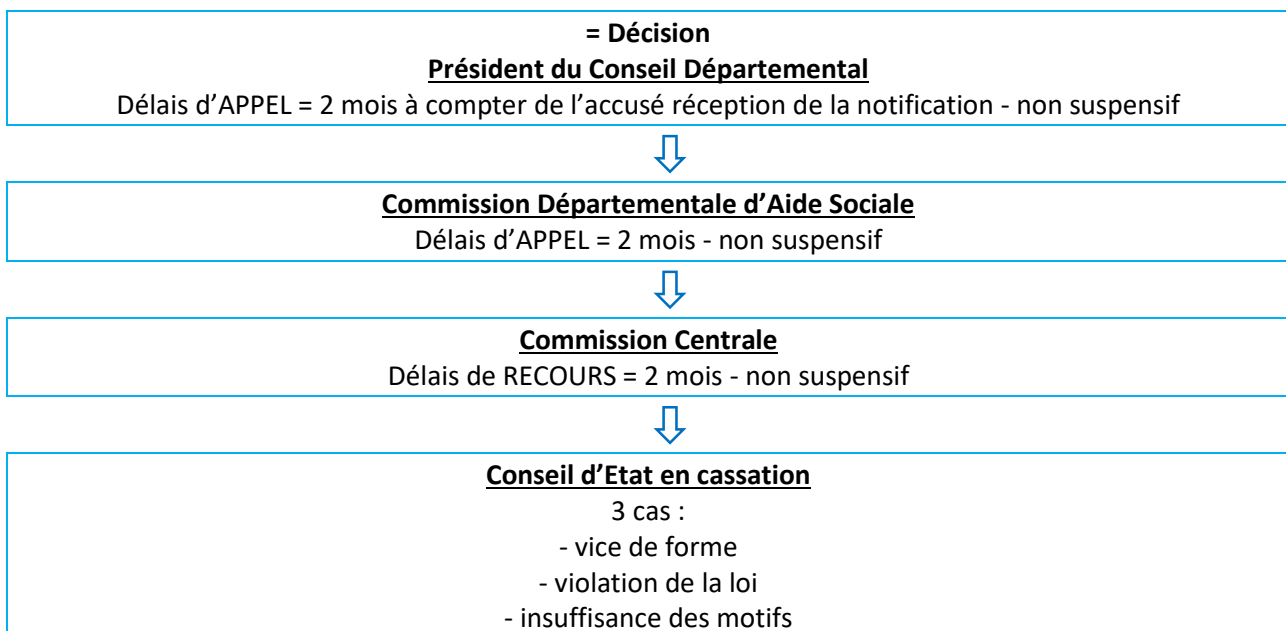 = Décision
Président du Conseil Départemental
Délais d’APPEL = 2 mois à compter de l’accusé réception de la notification - non suspensif
Commission Départementale d’Aide Sociale
Délais d’APPEL = 2 mois - non suspensif
Commission Centrale
Délais de RECOURS = 2 mois - non suspensif
Conseil d’Etat en cassation
3 cas :
- vice de forme
- violation de la loi
- insuffisance des motifs